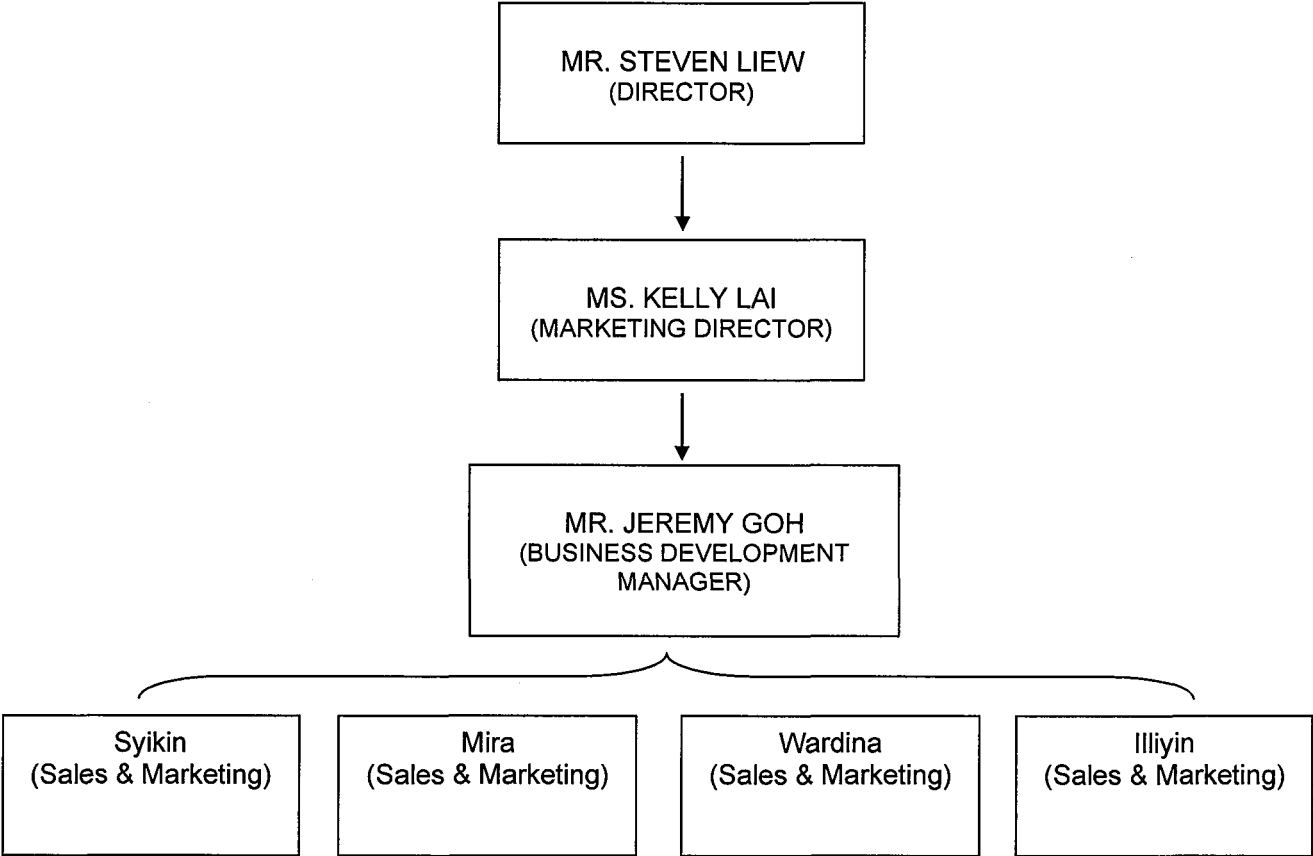 MR. STEVEN LIEW
(DIRECTOR)
MS. KELLY LAI
(MARKETING DIRECTOR)
MR. JEREMY GOH
(BUSINESS DEVELOPMENT
MANAGER)
Syikin
(Sales & Marketing)
Mira
(Sales & Marketing)
Wardina
(Sales & Marketing)
Illiyin
(Sales & Marketing)